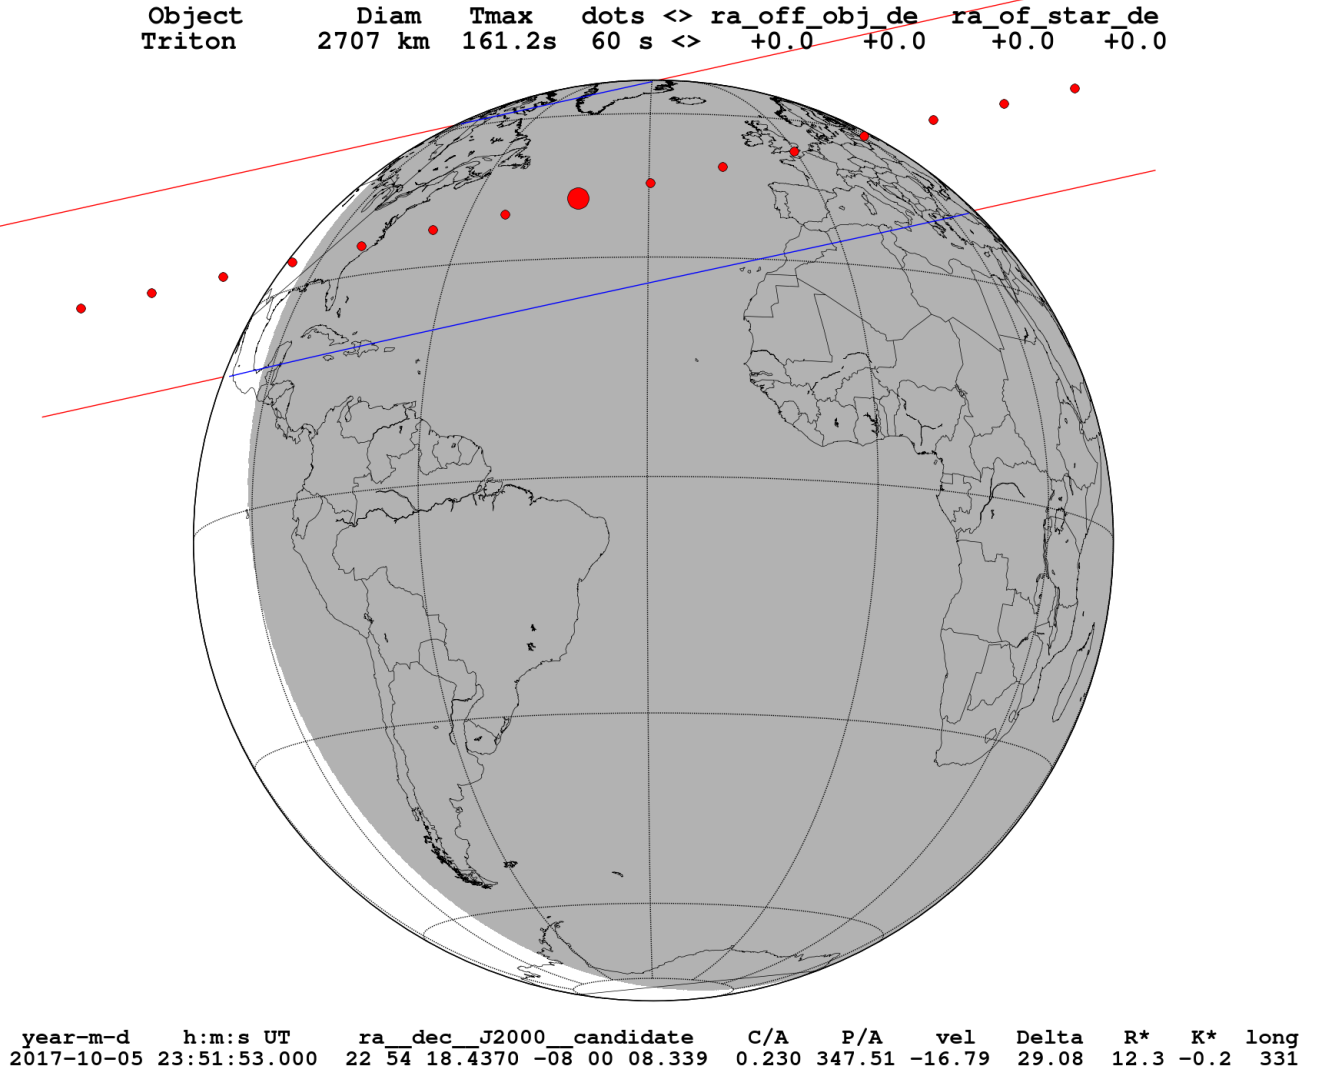 Object Diam Tmax dots <> ra_off_obj_de ra_of_star_de
Triton 2707 km 161.2s 60 s <> +0.0 +0.0 +0.0 +0.0
year-m-d h:m:s UT ra__dec__J2000__candidate C/A P/A vel Delta R* K* long
2017-10-05 23:51:53.000 22 54 18.4370 -08 00 08.339 0.230 347.51 -16.79 29.08 12.3 -0.2 331